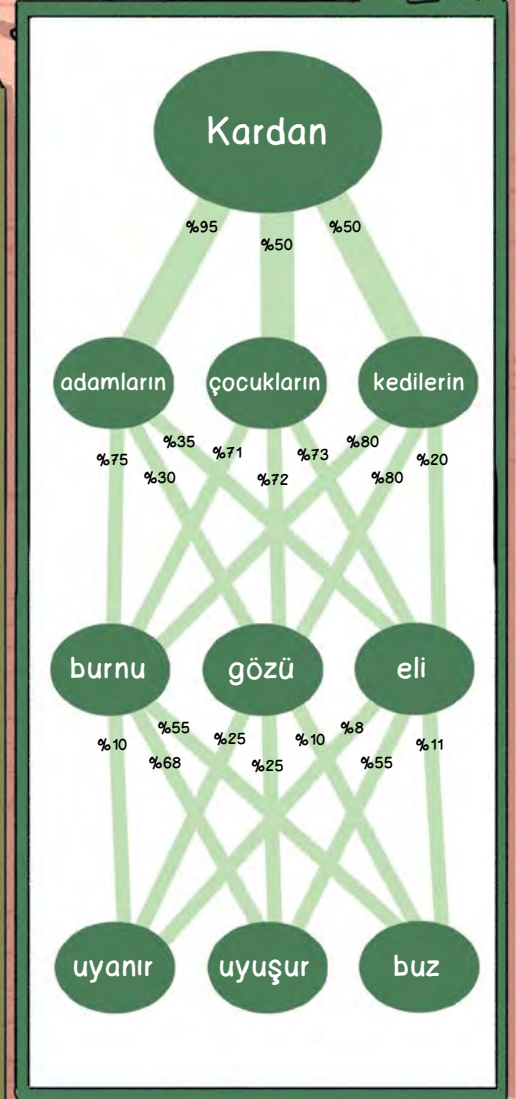 Kardan
%95 %50 %50
adamların çocukların kedilerin
%75 %35 %30 %71 %72 %73 %80 %80 %20
burnu gözü eli
%10 %55 %68 %25 %25 %10 %8 %55 %11
uyanır uyuşur buz